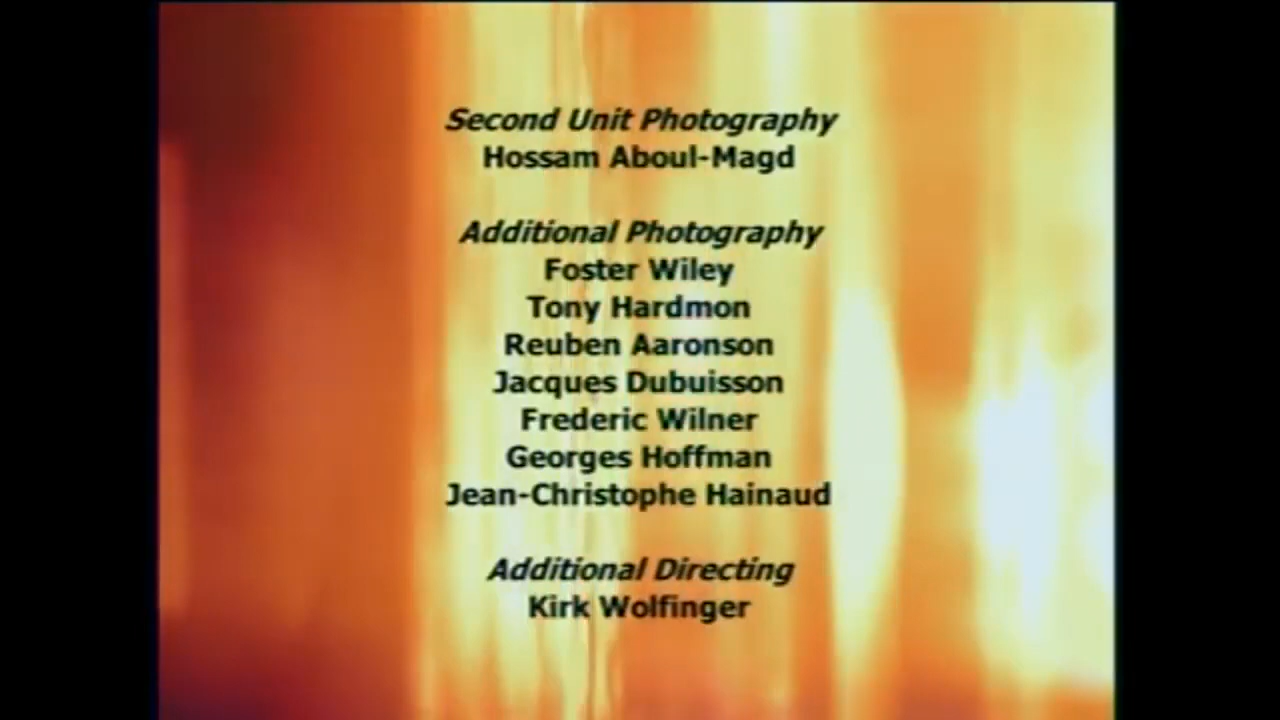 Second Unit Photography
Hossam Aboul-Magd
Additional Photography
Foster Wiley
Tony Hardmon
Reuben Aaronson
Jacques Dubuisson
Frederic Wilner
Georges Hoffman
Jean-Christophe Hainaud
Additional Directing
Kirk Wolfinger